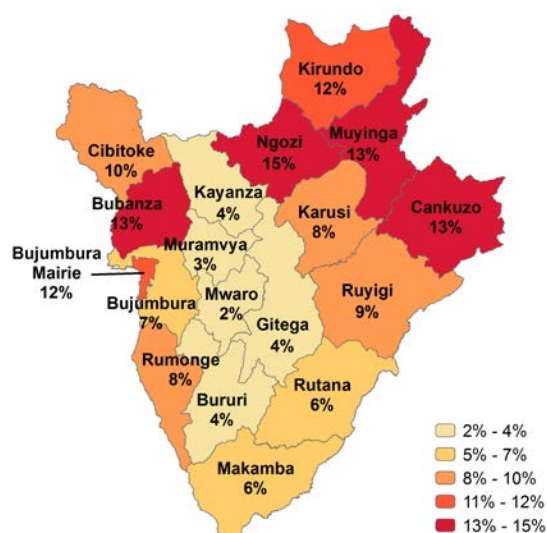 Kirundo
12%
Ngozi
15%
Muyinga
13%
Cibitoke
10%
Kayanza
4%
Bubanza
13%
Karusi
8%
Cankuzo
13%
Muramvya
3%
Bujumbura
Mairie
12%
Mwaro
2%
Bujumbura
7%
Ruyigi
9%
Gitega
4%
Rumonge
8%
Rutana
6%
Bururi
4%
Makamba
6%
2% - 4%
5% - 7%
8% - 10%
11% - 12%
13% - 15%